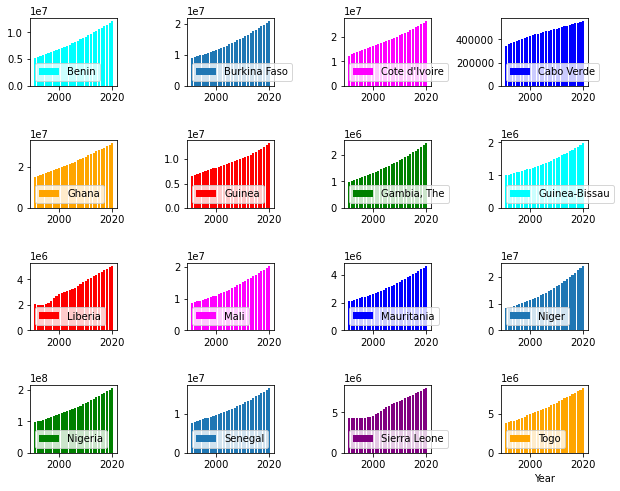 1e7
1.0
0.5
0.0
Benin
2000
2020
1e7
2
1
0
Burkina Faso
2000
2020
1e7
2
1
0
Cote d'Ivoire
2000
2020
400000
200000
0
Cabo Verde
2000
2020
1e7
2
0
Ghana
2000
2020
1e7
1.0
0.5
0.0
Guinea
2000
2020
1e6
2
1
0
Gambia, The
2000
2020
1e6
2
1
0
Guinea-Bissau
2000
2020
1e6
4
2
0
Liberia
2000
2020
1e7
2
1
0
Mali
2000
2020
1e6
4
2
0
Mauritania
2000
2020
1e7
2
1
0
Niger
2000
2020
1e8
2
1
0
Nigeria
2000
2020
1e7
1
0
Senegal
2000
2020
1e6
5
0
Sierra Leone
2000
2020
1e6
5
0
Togo
2000
2020
Year